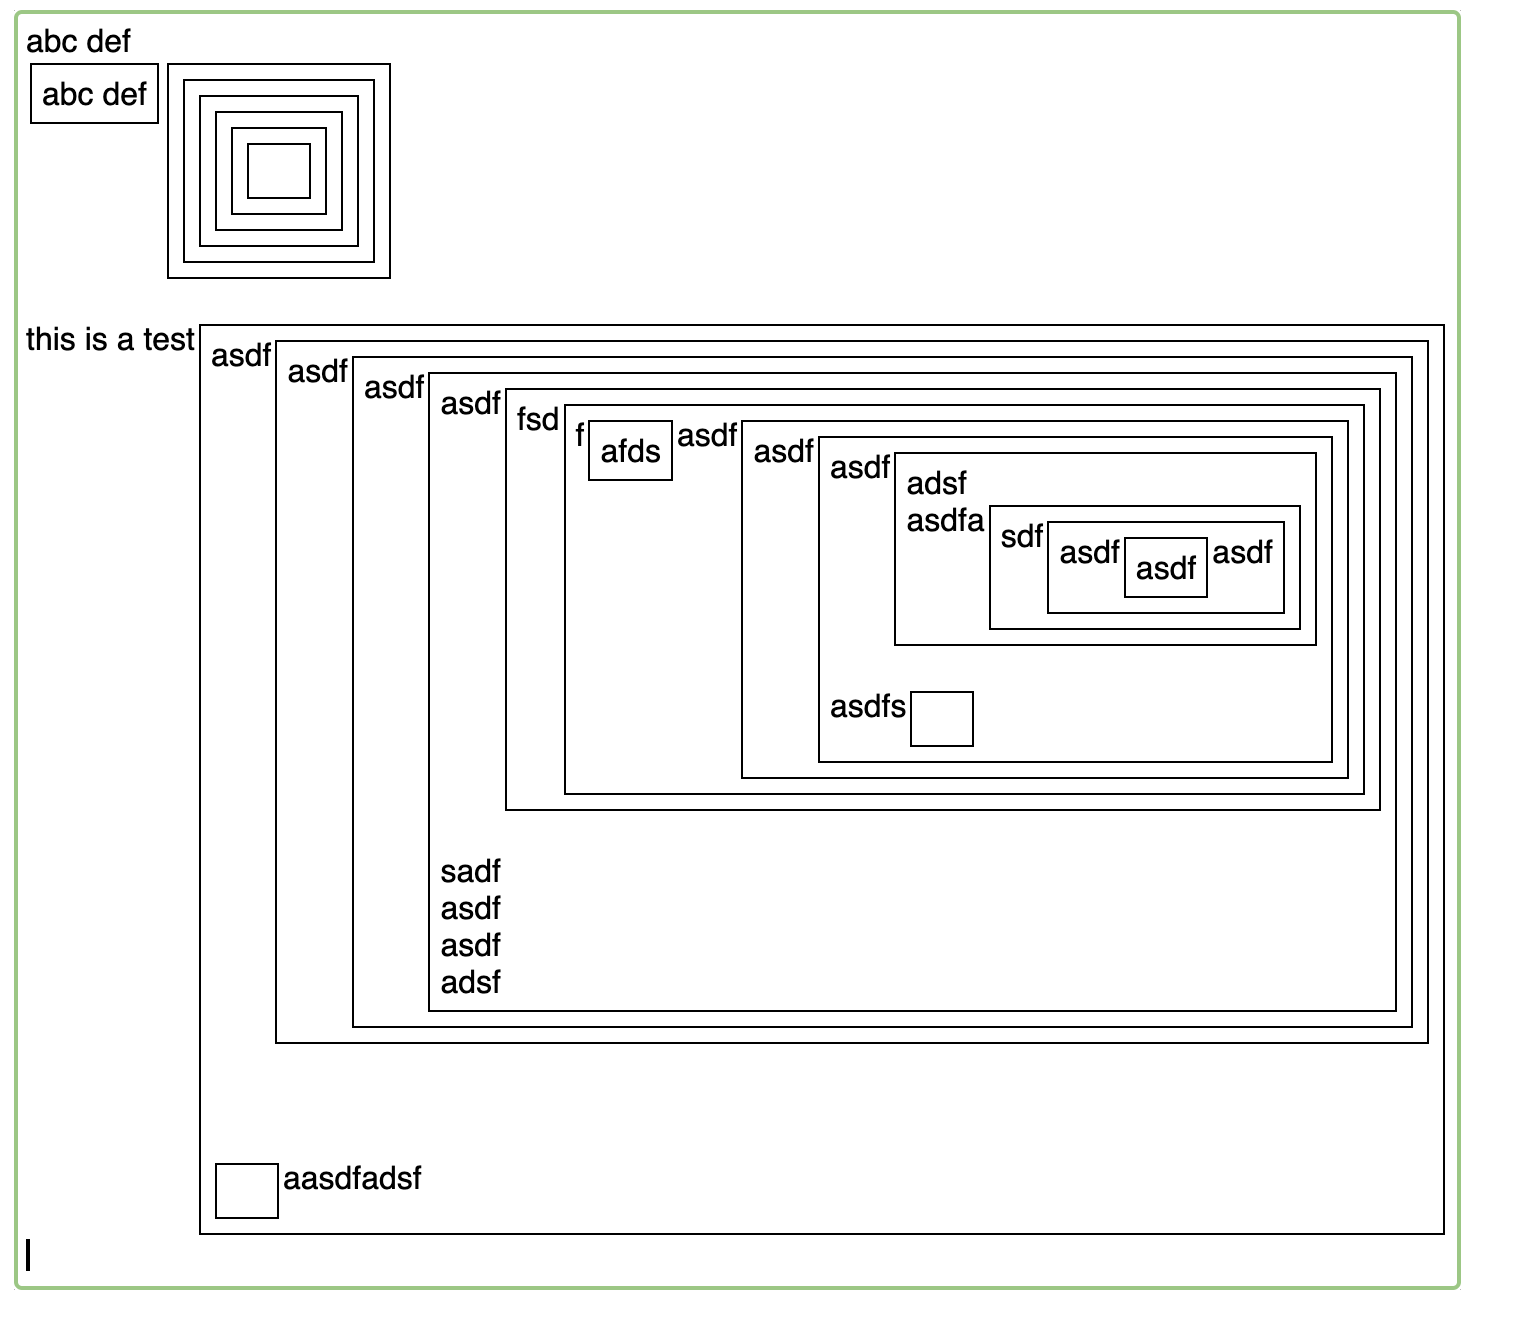 abc def
abc def
this is a test
asdf
asdf
asdf
asdf
fsd
f afds asdf
asdf
asdf
adsf
asdfa
sdf
asdf asdf asdf
asdfs
sadf
asdf
asdf
adsf
aasdfadsf